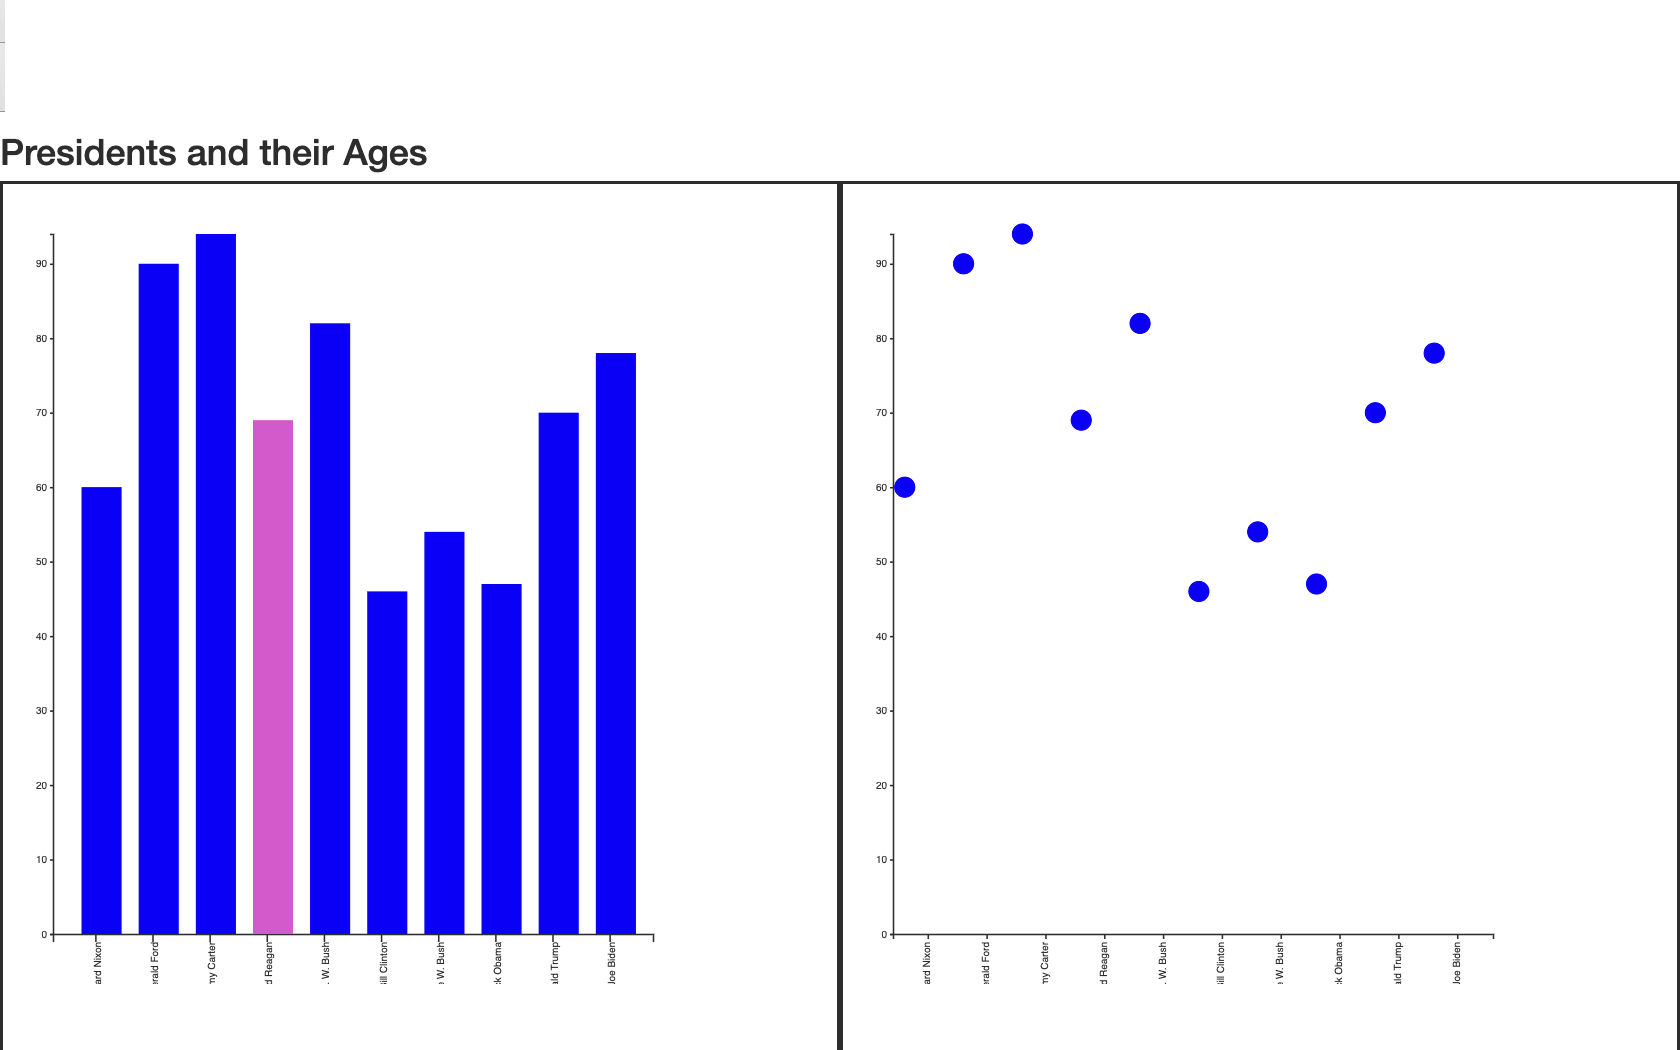 Presidents and their Ages
90
80
70
60
50
40
30
20
10
0
ard Nixon
erald Ford
my Carter
d Reagan
. W. Bush
ill Clinton
e W. Bush
ck Obama
ald Trump
Joe Biden
90
80
70
60
50
40
30
20
10
0
ard Nixon
erald Ford
my Carter
d Reagan
. W. Bush
ill Clinton
e W. Bush
ck Obama
ald Trump
Joe Biden